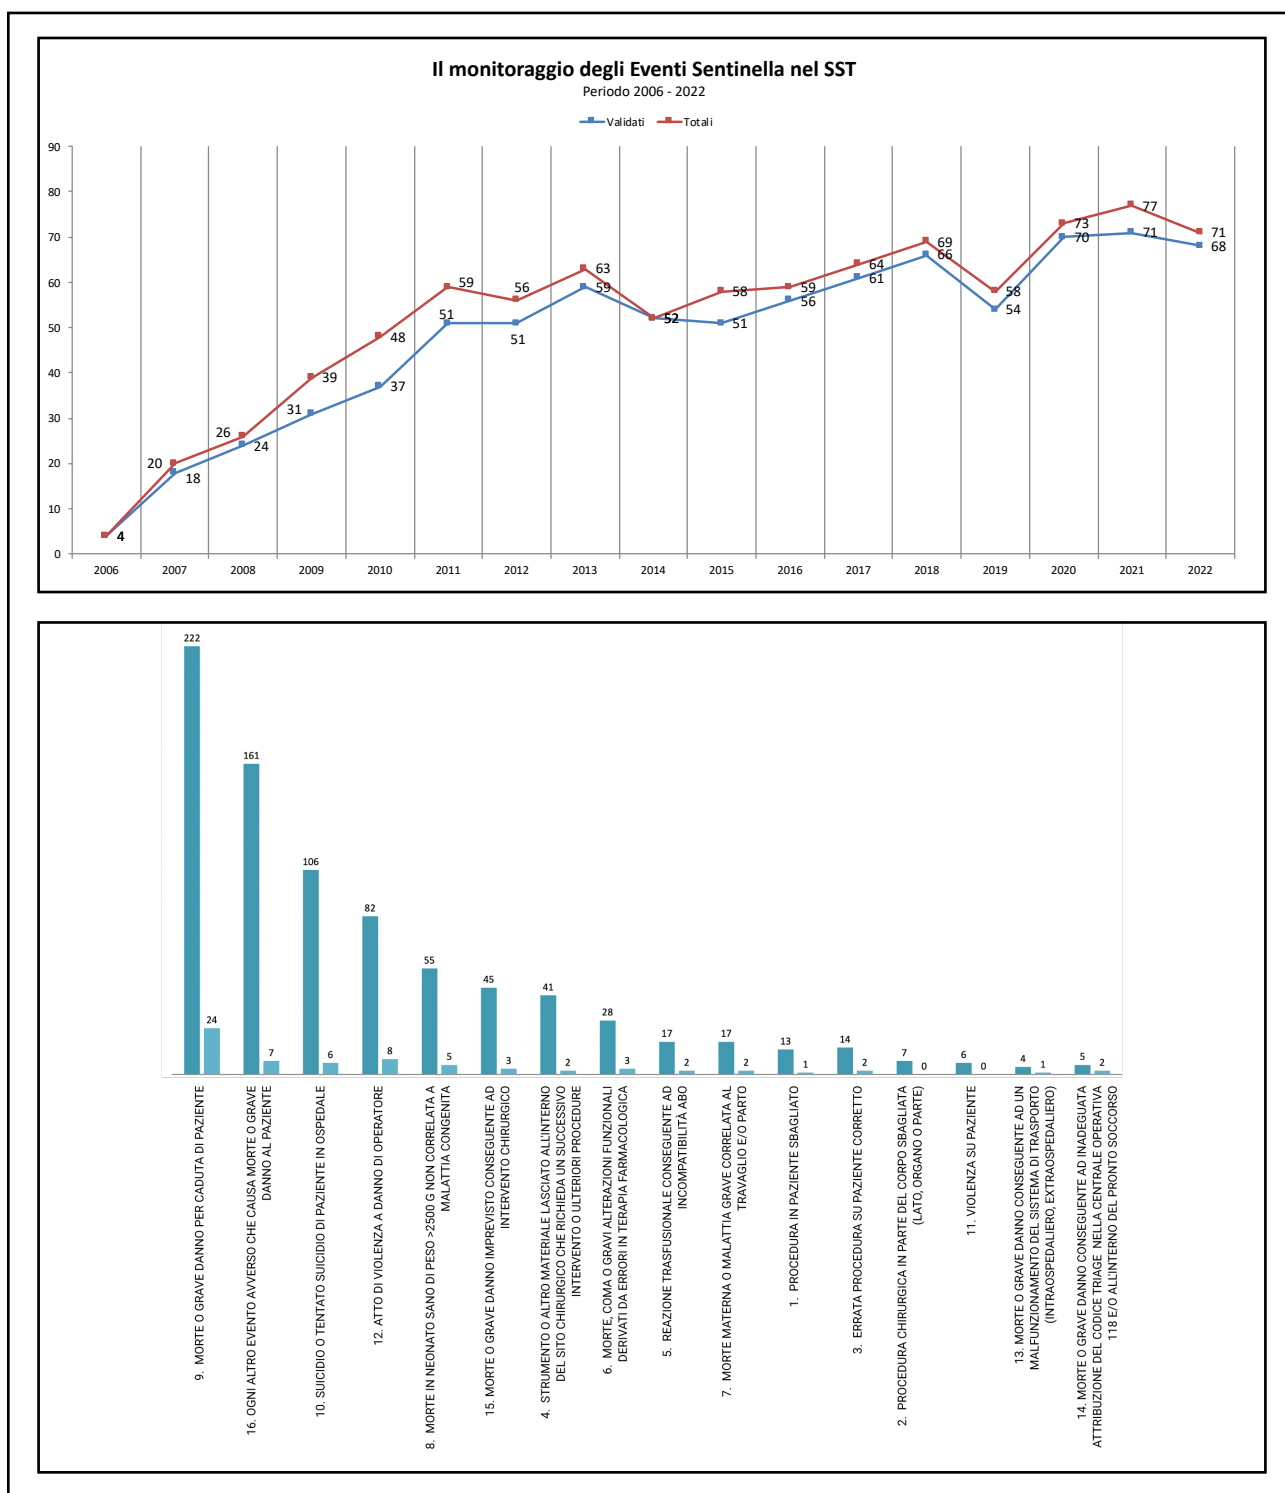 Il monitoraggio degli Eventi Sentinella nel SST
Periodo 2006 - 2022
Validati Totali
90
80
70
60
50
40
30
20
10
0
4
4
20
18
26
24
39
31
48
37
59
51
56
51
63
59
52
52
58
51
59
56
64
61
69
66
58
54
73
70
77
71
71
68
2006 2007 2008 2009 2010 2011 2012 2013 2014 2015 2016 2017 2018 2019 2020 2021 2022
222
24
161
7
106
6
82
8
55
5
45
3
41
2
28
3
17
2
17
2
13
1
14
2
7
0
6
0
4
1
5
2
9. MORTE O GRAVE DANNO PER CADUTA DI PAZIENTE
16. OGNI ALTRO EVENTO AVVERSO CHE CAUSA MORTE O GRAVE
DANNO AL PAZIENTE
10. SUICIDIO O TENTATO SUICIDIO DI PAZIENTE IN OSPEDALE
12. ATTO DI VIOLENZA A DANNO DI OPERATORE
8. MORTE IN NEONATO SANO DI PESO >2500 G NON CORRELATA A
MALATTIA CONGENITA
15. MORTE O GRAVE DANNO IMPREVISTO CONSEGUENTE AD
INTERVENTO CHIRURGICO
4. STRUMENTO O ALTRO MATERIALE LASCIATO ALL'INTERNO
DEL SITO CHIRURGICO CHE RICHIEDA UN SUCCESSIVO
INTERVENTO O ULTERIORI PROCEDURE
6. MORTE, COMA O GRAVI ALTERAZIONI FUNZIONALI
DERIVATI DA ERRORI IN TERAPIA FARMACOLOGICA
5. REAZIONE TRASFUSIONALE CONSEGUENTE AD
INCOMPATIBILITÀ ABO
7. MORTE MATERNA O MALATTIA GRAVE CORRELATA AL
TRAVAGLIO E/O PARTO
1. PROCEDURA IN PAZIENTE SBAGLIATO
3. ERRATA PROCEDURA SU PAZIENTE CORRETTO
2. PROCEDURA CHIRURGICA IN PARTE DEL CORPO SBAGLIATA
(LATO, ORGANO O PARTE)
11. VIOLENZA SU PAZIENTE
13. MORTE O GRAVE DANNO CONSEGUENTE AD UN
MALFUNZIONAMENTO DEL SISTEMA DI TRASPORTO
(INTRAOSPEDALIERO, EXTRAOSPEDALIERO)
14. MORTE O GRAVE DANNO CONSEGUENTE AD INADEGUATA
ATTRIBUZIONE DEL CODICE TRIAGE NELLA CENTRALE OPERATIVA
118 E/O ALL'INTERNO DEL PRONTO SOCCORSO